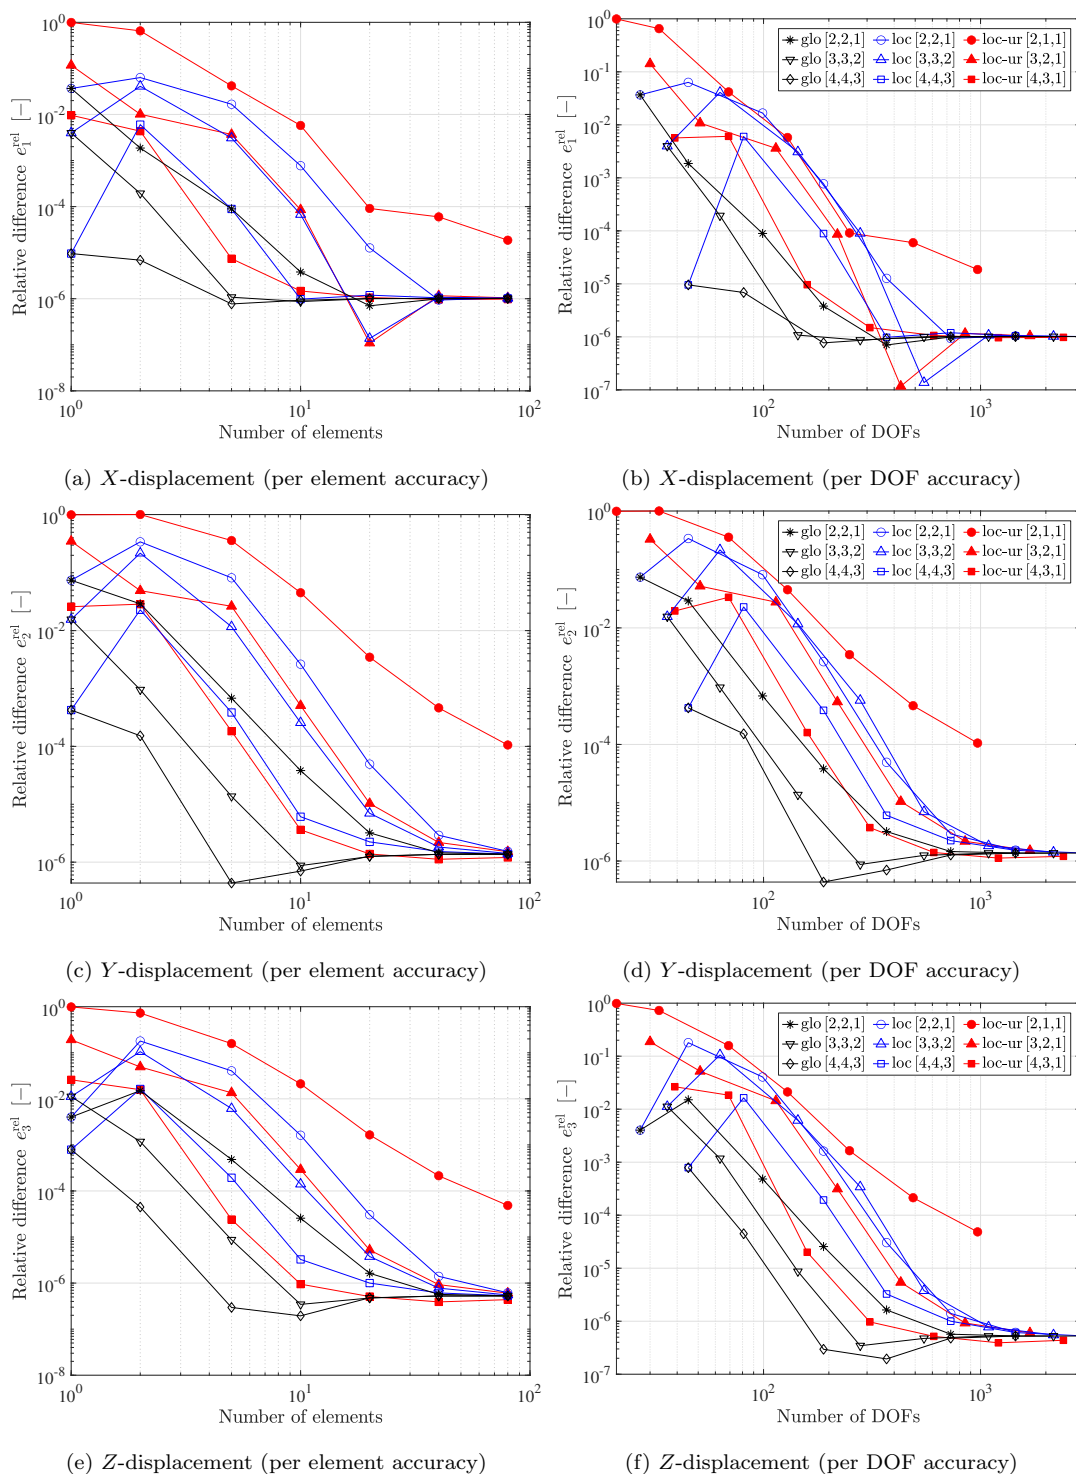 10^0
10^-2
10^-4
10^-6
10^-8
Relative difference e_1^rel [−]
10^0 10^1 10^2
Number of elements
(a) X-displacement (per element accuracy)
10^0
10^-1
10^-2
10^-3
10^-4
10^-5
10^-6
10^-7
Relative difference e_1^rel [−]
glo [2,2,1] loc [2,2,1] loc-ur [2,1,1]
glo [3,3,2] loc [3,3,2] loc-ur [3,2,1]
glo [4,4,3] loc [4,4,3] loc-ur [4,3,1]
10^2 10^3
Number of DOFs
(b) X-displacement (per DOF accuracy)
10^0
10^-2
10^-4
10^-6
Relative difference e_2^rel [−]
10^0 10^1 10^2
Number of elements
(c) Y-displacement (per element accuracy)
10^0
10^-2
10^-4
10^-6
Relative difference e_2^rel [−]
glo [2,2,1] loc [2,2,1] loc-ur [2,1,1]
glo [3,3,2] loc [3,3,2] loc-ur [3,2,1]
glo [4,4,3] loc [4,4,3] loc-ur [4,3,1]
10^2 10^3
Number of DOFs
(d) Y-displacement (per DOF accuracy)
10^0
10^-2
10^-4
10^-6
10^-8
Relative difference e_3^rel [−]
10^0 10^1 10^2
Number of elements
(e) Z-displacement (per element accuracy)
10^0
10^-1
10^-2
10^-3
10^-4
10^-5
10^-6
10^-7
Relative difference e_3^rel [−]
glo [2,2,1] loc [2,2,1] loc-ur [2,1,1]
glo [3,3,2] loc [3,3,2] loc-ur [3,2,1]
glo [4,4,3] loc [4,4,3] loc-ur [4,3,1]
10^2 10^3
Number of DOFs
(f) Z-displacement (per DOF accuracy)